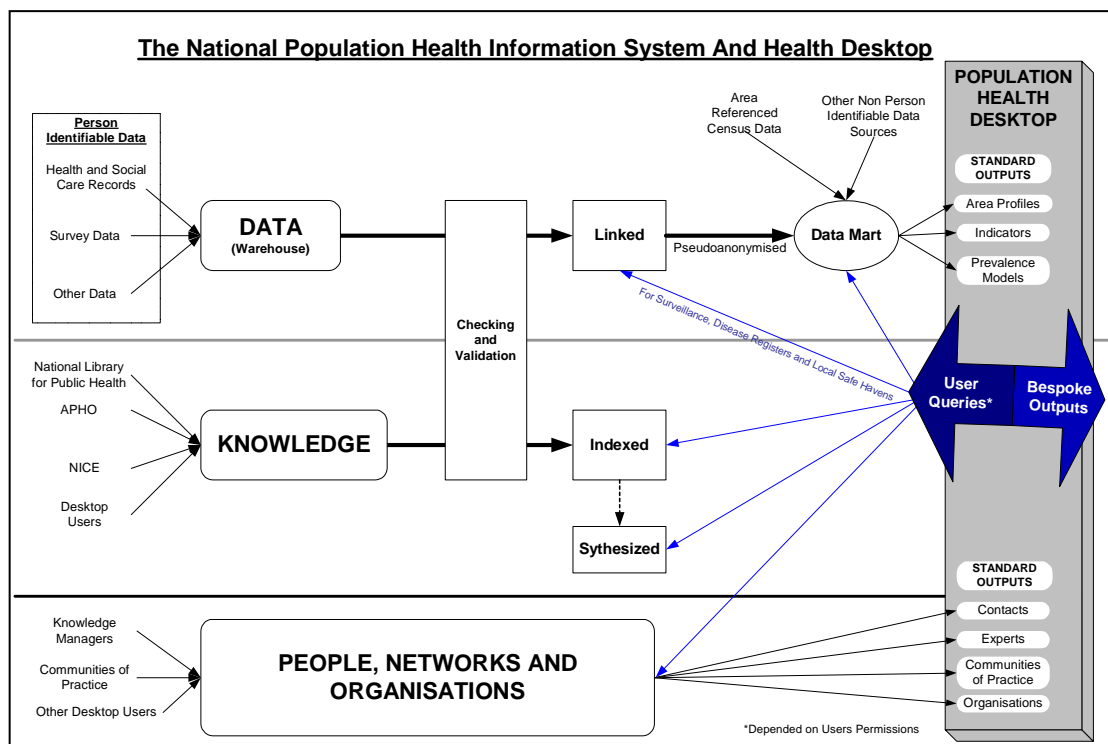 The National Population Health Information System And Health Desktop
Person
Identifiable Data
Health and Social
Care Records
Survey Data
Other Data
DATA
(Warehouse)
Checking
and
Validation
Linked
Pseudoanonymised
Area
Referenced
Census Data
Other Non Person
Identifiable Data
Sources
Data Mart
POPULATION
HEALTH
DESKTOP
STANDARD
OUTPUTS
Area Profiles
Indicators
Prevalence
Models
For Surveillance, Disease Registers and Local Safe Havens
User
Queries*
Bespoke
Outputs
National Library
for Public Health
APHO
NICE
Desktop
Users
KNOWLEDGE
Indexed
Sythesized
STANDARD
OUTPUTS
Contacts
Experts
Communities
of Practice
Organisations
Knowledge
Managers
Communities of
Practice
Other Desktop Users
PEOPLE, NETWORKS AND
ORGANISATIONS
*Depended on Users Permissions